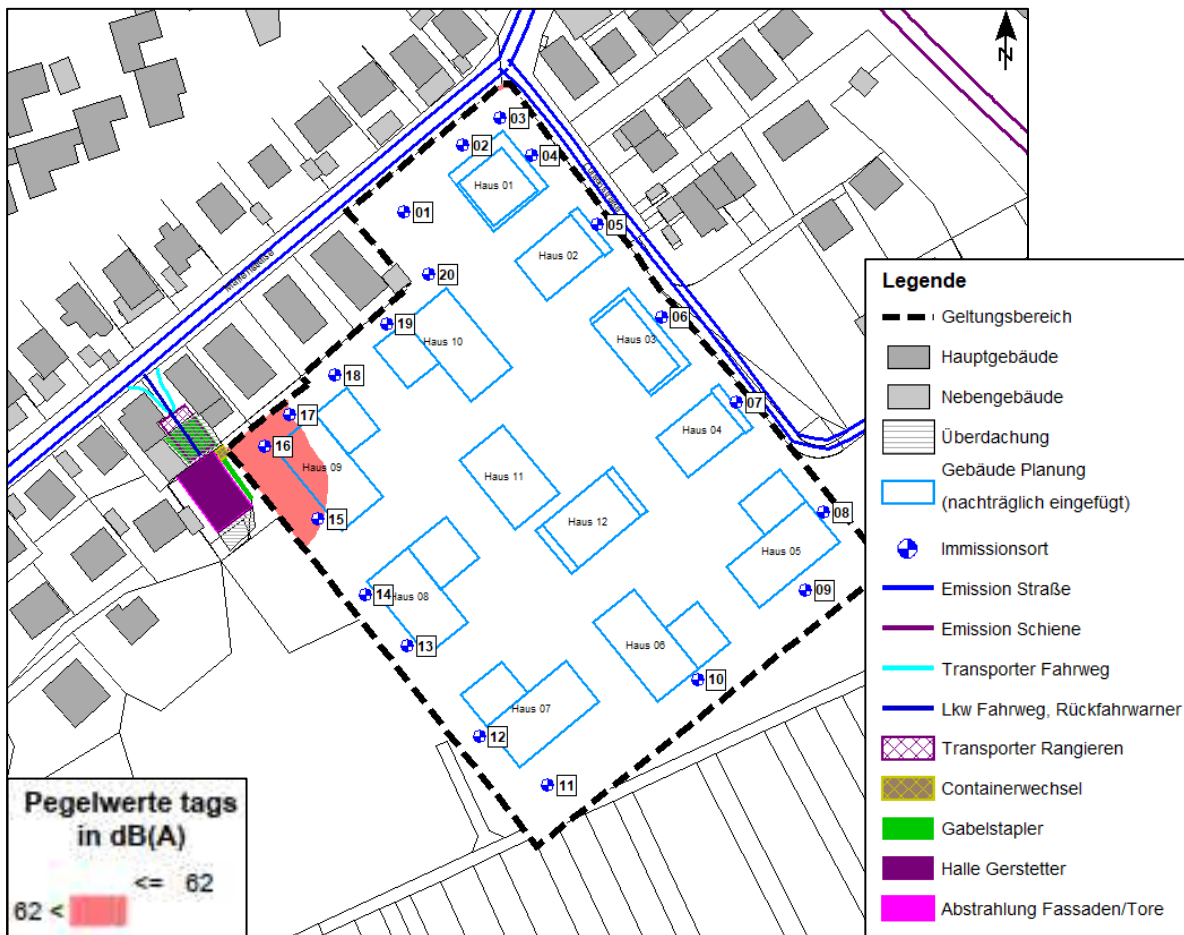 N
03
02
04
Haus 01
01
05
Haus 02
20
06
19
Haus 10
Haus 03
18
07
17
Haus 04
16
Haus 09
Haus 11
15
Haus 12
08
Haus 05
14
Haus 08
09
13
Haus 06
10
Haus 07
12
11
Legende
Geltungsbereich
Hauptgebäude
Nebengebäude
Überdachung
Gebäude Planung
(nachträglich eingefügt)
Immissionsort
Emission Straße
Emission Schiene
Transporter Fahrweg
Lkw Fahrweg, Rückfahrwarner
Transporter Rangieren
Containerwechsel
Gabelstapler
Halle Gerstetter
Abstrahlung Fassaden/Tore
Pegelwerte tags
in dB(A)
<= 62
62 <